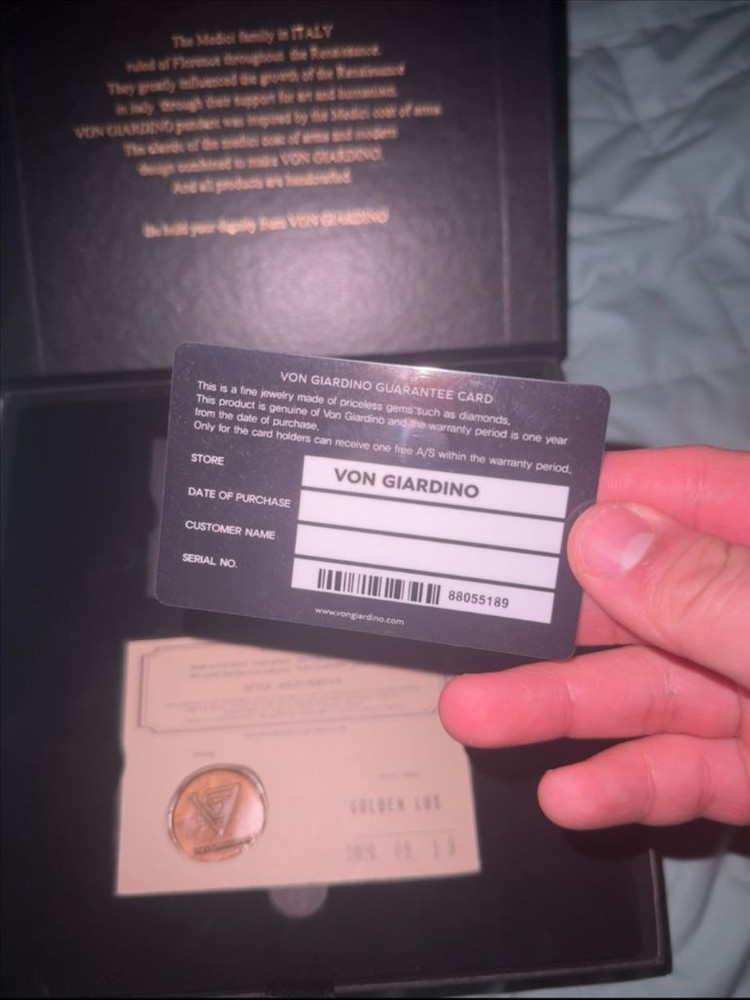 The Medici family in ITALY
ruled of Florence throughout the Renaissance.
They greatly influenced the growth of the Renaissance
in Italy through their support for art and humanism.
VON GIARDINO pendant was inspired by the Medici coat of arms.
The of the medici coat of arms and modern
design combined to make VON GIARDINO.
And all products are handcrafted.
your dignity from VON GIARDINO
VON GIARDINO GUARANTEE CARD
This is a fine jewelry made of priceless gems such as diamonds.
This product is genuine of Von Giardino and the warranty period is one year
from the date of purchase.
Only for the card holders can receive one free A/S within the warranty period.
STORE
VON GIARDINO
DATE OF PURCHASE
CUSTOMER NAME
SERIAL NO.
88055189
www.vongiardino.com
GOLDEN